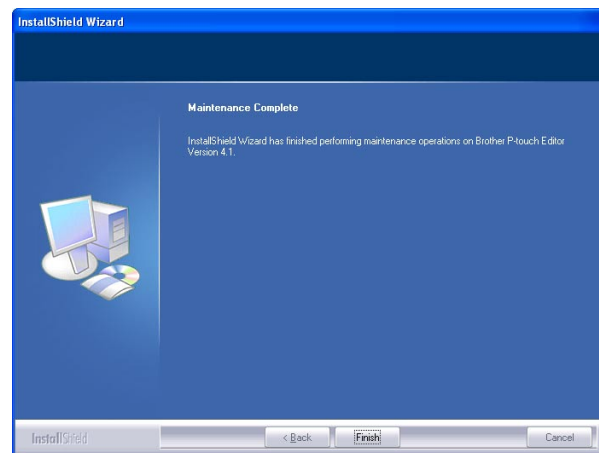 InstallShield Wizard
Maintenance Complete
InstallShield Wizard has finished performing maintenance operations on Brother P-touch Editor
Version 4.1.
InstallShield
< Back
Finish
Cancel